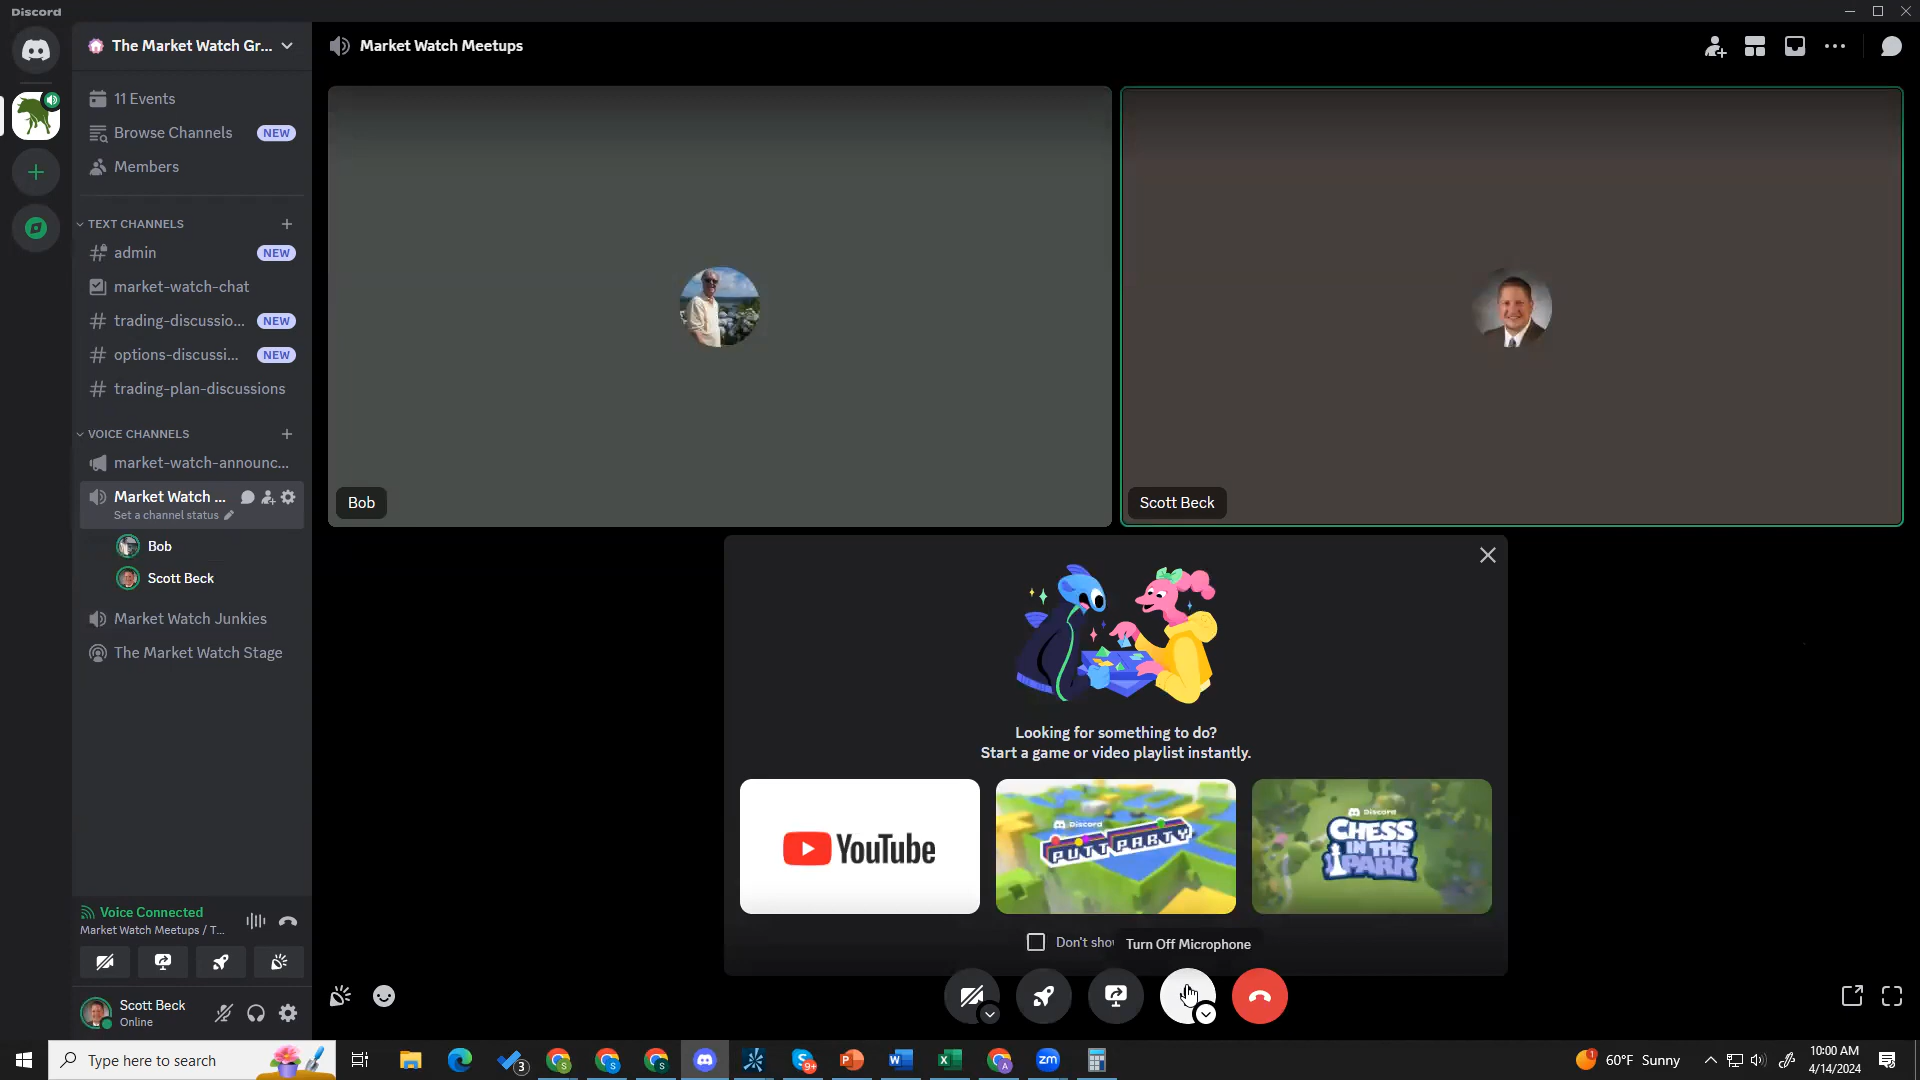 Discord
The Market Watch Gr...
Market Watch Meetups
11 Events
Browse Channels NEW
Members
TEXT CHANNELS
admin NEW
market-watch-chat
trading-discussio... NEW
options-discussi... NEW
trading-plan-discussions
VOICE CHANNELS
market-watch-announc...
Market Watch ...
Set a channel status
Bob
Scott Beck
Market Watch Junkies
The Market Watch Stage
Bob
Scott Beck
Looking for something to do?
Start a game or video playlist instantly.
YouTube
Discord
PUTT PARTY
Discord
CHESS
IN THE
PARK
Don't sho
Turn Off Microphone
Voice Connected
Market Watch Meetups / T...
Scott Beck
Online
Type here to search
3
S
S
S
9+
A
zm
1
60°F Sunny
10:00 AM
4/14/2024